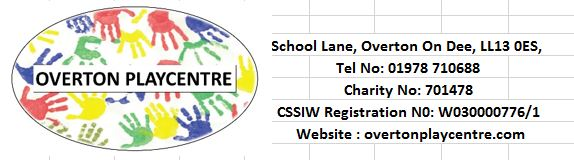 OVERTON PLAYCENTRE
School Lane, Overton On Dee, LL13 0ES,
Tel No: 01978 710688
Charity No: 701478
CSSIW Registration N0: W030000776/1
Website : overtonplaycentre.com